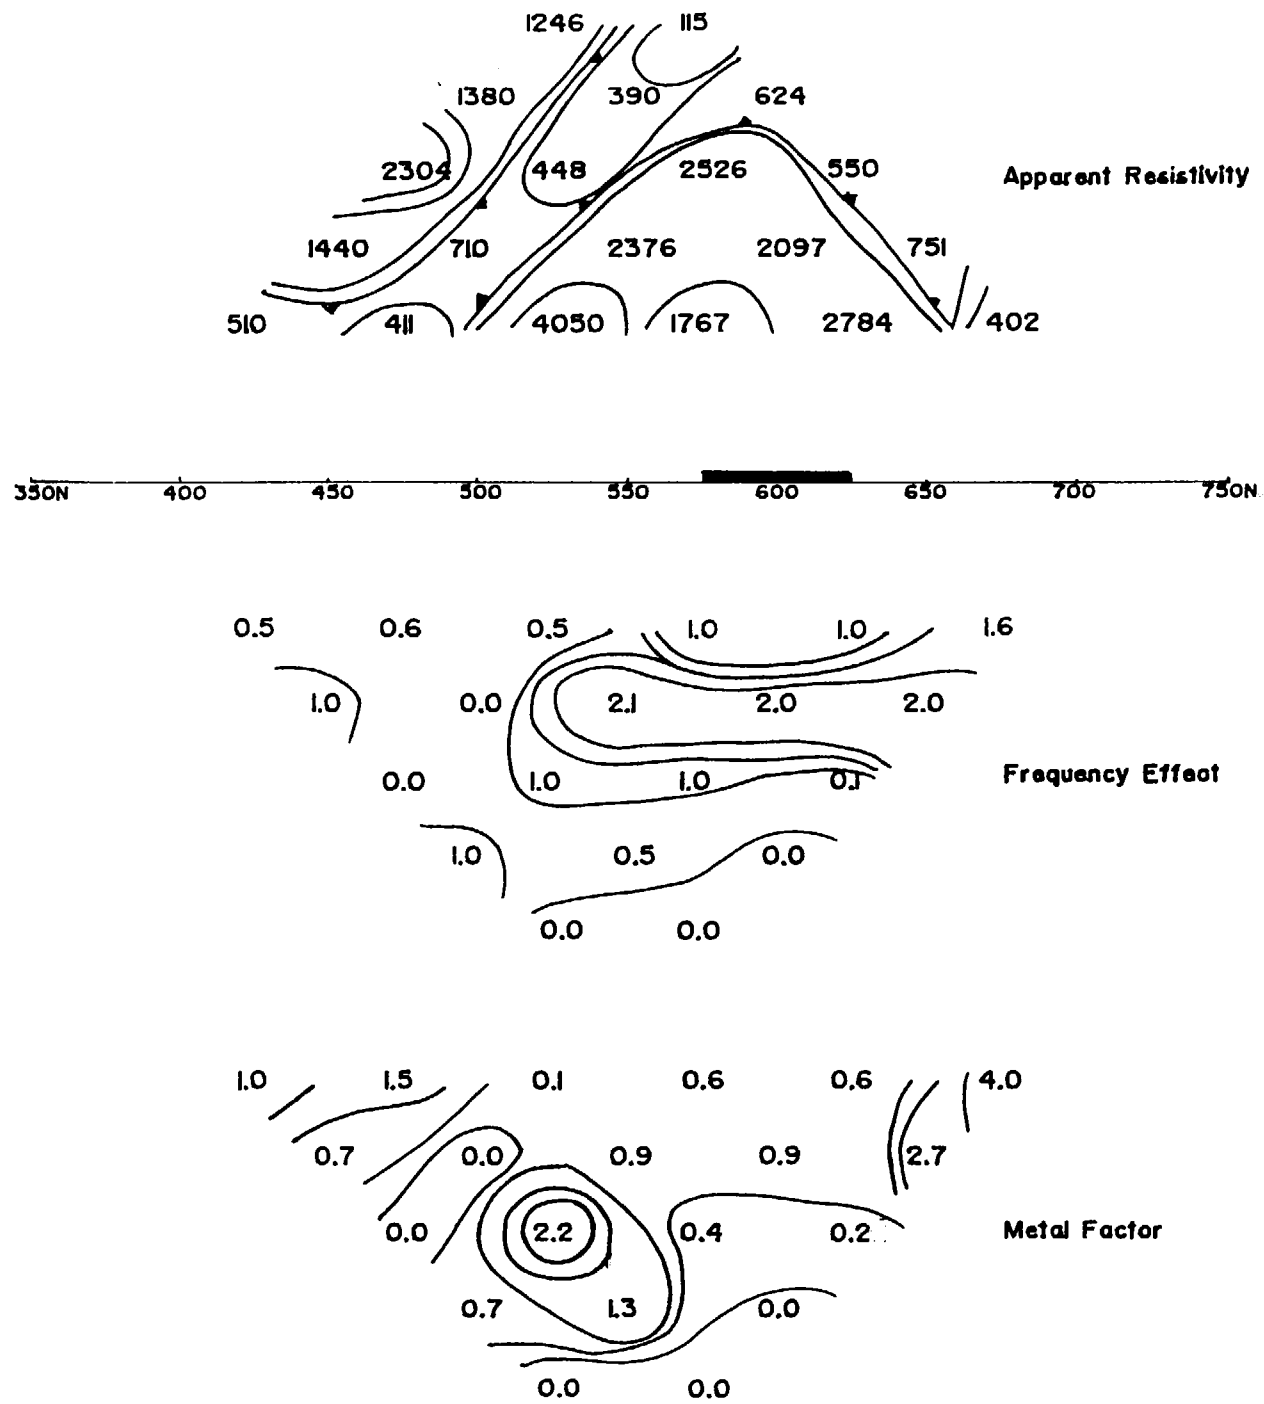 1246 115
1380 390 624
2304 448 2526 550 Apparent Resistivity
1440 710 2376 2097 751
510 411 4050 1767 2784 402
350N 400 450 500 550 600 650 700 750N
0.5 0.6 0.5 1.0 1.0 1.6
1.0 0.0 2.1 2.0 2.0
0.0 1.0 1.0 0.1 Frequency Effect
1.0 0.5 0.0
0.0 0.0
1.0 1.5 0.1 0.6 0.6 4.0
0.7 0.0 0.9 0.9 2.7
0.0 2.2 0.4 0.2 Metal Factor
0.7 1.3 0.0
0.0 0.0